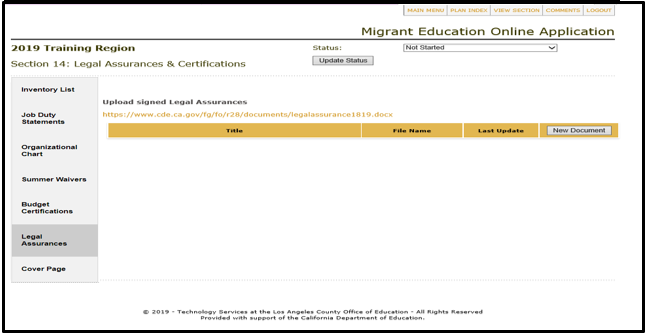 MAIN MENU | PLAN INDEX | VIEW SECTION | COMMENTS | LOGOUT
Migrant Education Online Application
2019 Training Region
Status: Not Started
Section 14: Legal Assurances & Certifications
Update Status
Inventory List
Upload signed Legal Assurances
https://www.cde.ca.gov/fg/fo/r28/documents/legalassurance1819.docx
Title File Name Last Update New Document
Job Duty
Statements
Organizational
Chart
Summer Waivers
Budget
Certifications
Legal
Assurances
Cover Page
© 2019 - Technology Services at the Los Angeles County Office of Education - All Rights Reserved
Provided with support of the California Department of Education.